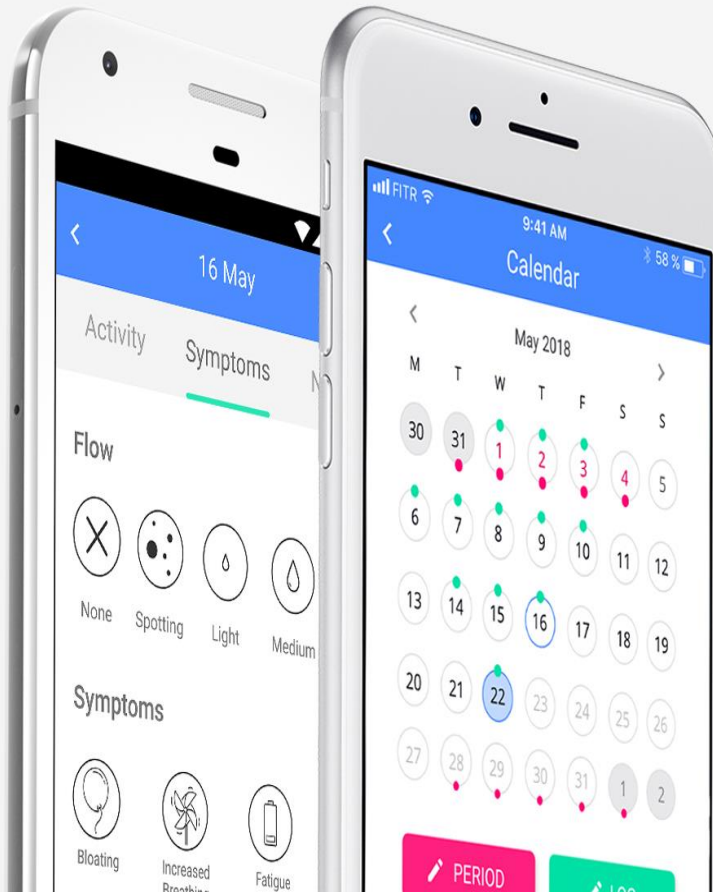 16 May
Activity Symptoms N
Flow
None Spotting Light Medium
Symptoms
Bloating Increased Breathing Fatigue
FITR 9:41 AM 58 %
Calendar
May 2018
M T W T F S S
30 31 1 2 3 4 5
6 7 8 9 10 11 12
13 14 15 16 17 18 19
20 21 22 23 24 25 26
27 28 29 30 31 1 2
PERIOD LOG